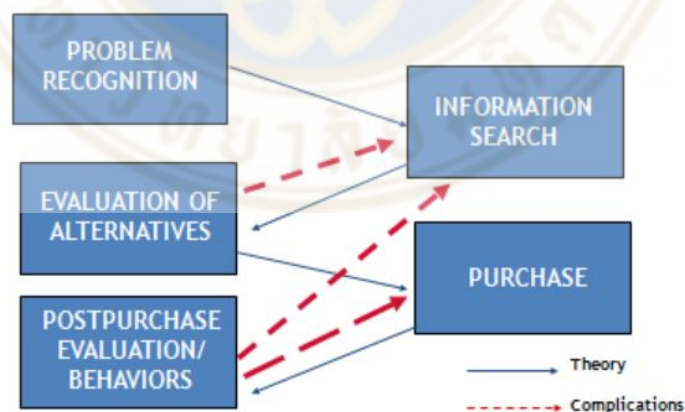 PROBLEM
RECOGNITION
INFORMATION
SEARCH
EVALUATION OF
ALTERNATIVES
PURCHASE
POSTPURCHASE
EVALUATION/
BEHAVIORS
Theory
Complications